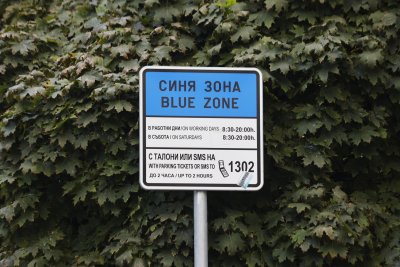 СИНЯ ЗОНА
BLUE ZONE
В РАБОТНИ ДНИ / ON WORKING DAYS 8:30-20:00h.
В СЪБОТА / ON SATURDAYS 8:30-20:00h.
С ТАЛОНИ ИЛИ SMS НА
WITH PARKING TICKETS OR SMS TO 1302
ДО 2 ЧАСА / UP TO 2 HOURS